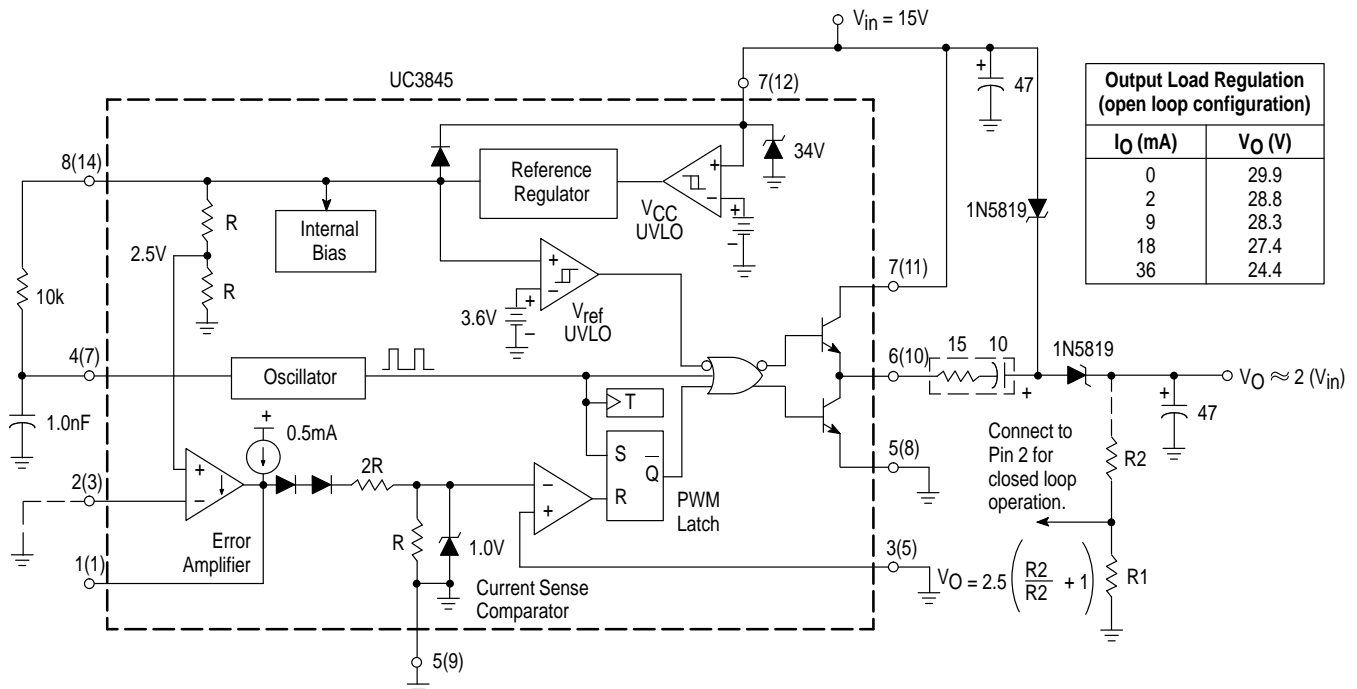 Vin = 15V
UC3845
7(12)
+
47
Output Load Regulation
(open loop configuration)
IO (mA) VO (V)
0 29.9
2 28.8
9 28.3
18 27.4
36 24.4
34V
8(14)
Reference
Regulator
+
−
VCC
UVLO
+
−
1N5819
R
Internal
Bias
2.5V
R
10k
+
−
Vref
UVLO
3.6V
+
−
7(11)
4(7)
Oscillator
6(10)
15 10
+
1N5819
VO ≈ 2 (Vin)
+
47
T
1.0nF
+
0.5mA
2R
S
Q
R
5(8)
Connect to
Pin 2 for
closed loop
operation.
R2
2(3)
+
−
−
+
PWM
Latch
Error
Amplifier
R
1.0V
1(1)
Current Sense
Comparator
3(5)
VO = 2.5 ( R2 / R2 + 1 )
R1
5(9)